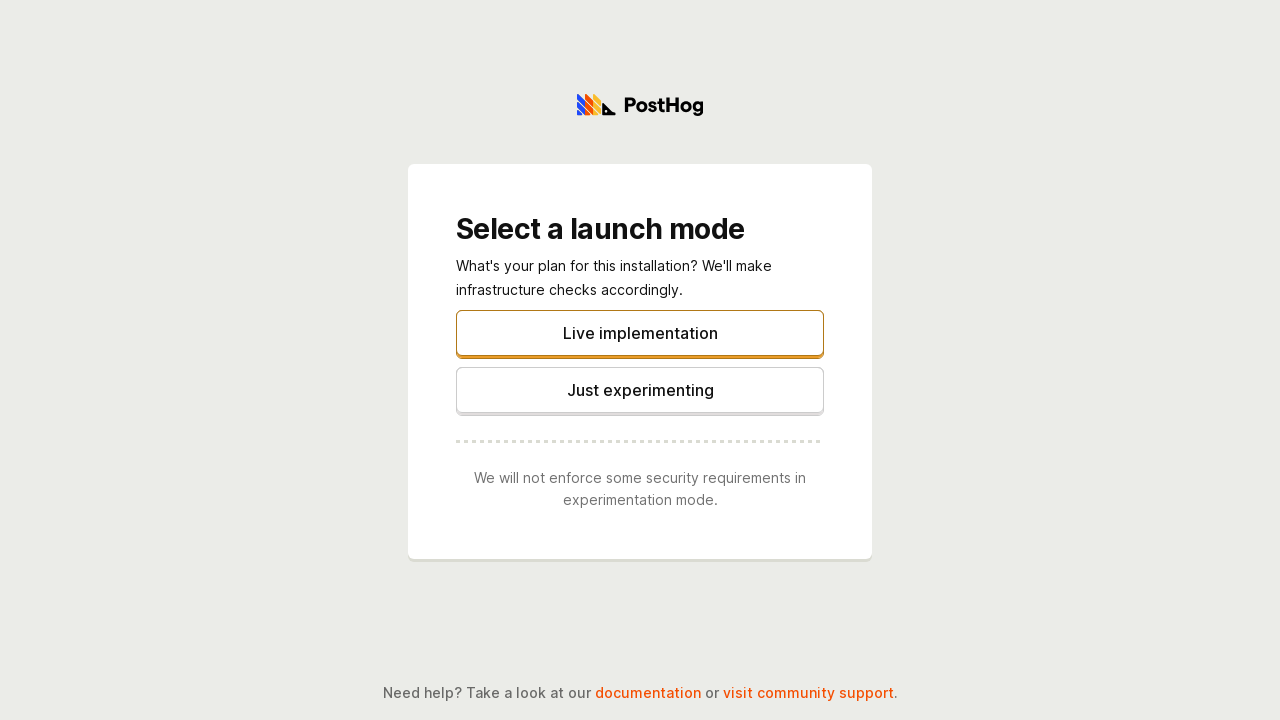 PostHog
Select a launch mode
What's your plan for this installation? We'll make
infrastructure checks accordingly.
Live implementation
Just experimenting
We will not enforce some security requirements in
experimentation mode.
Need help? Take a look at our documentation or visit community support.